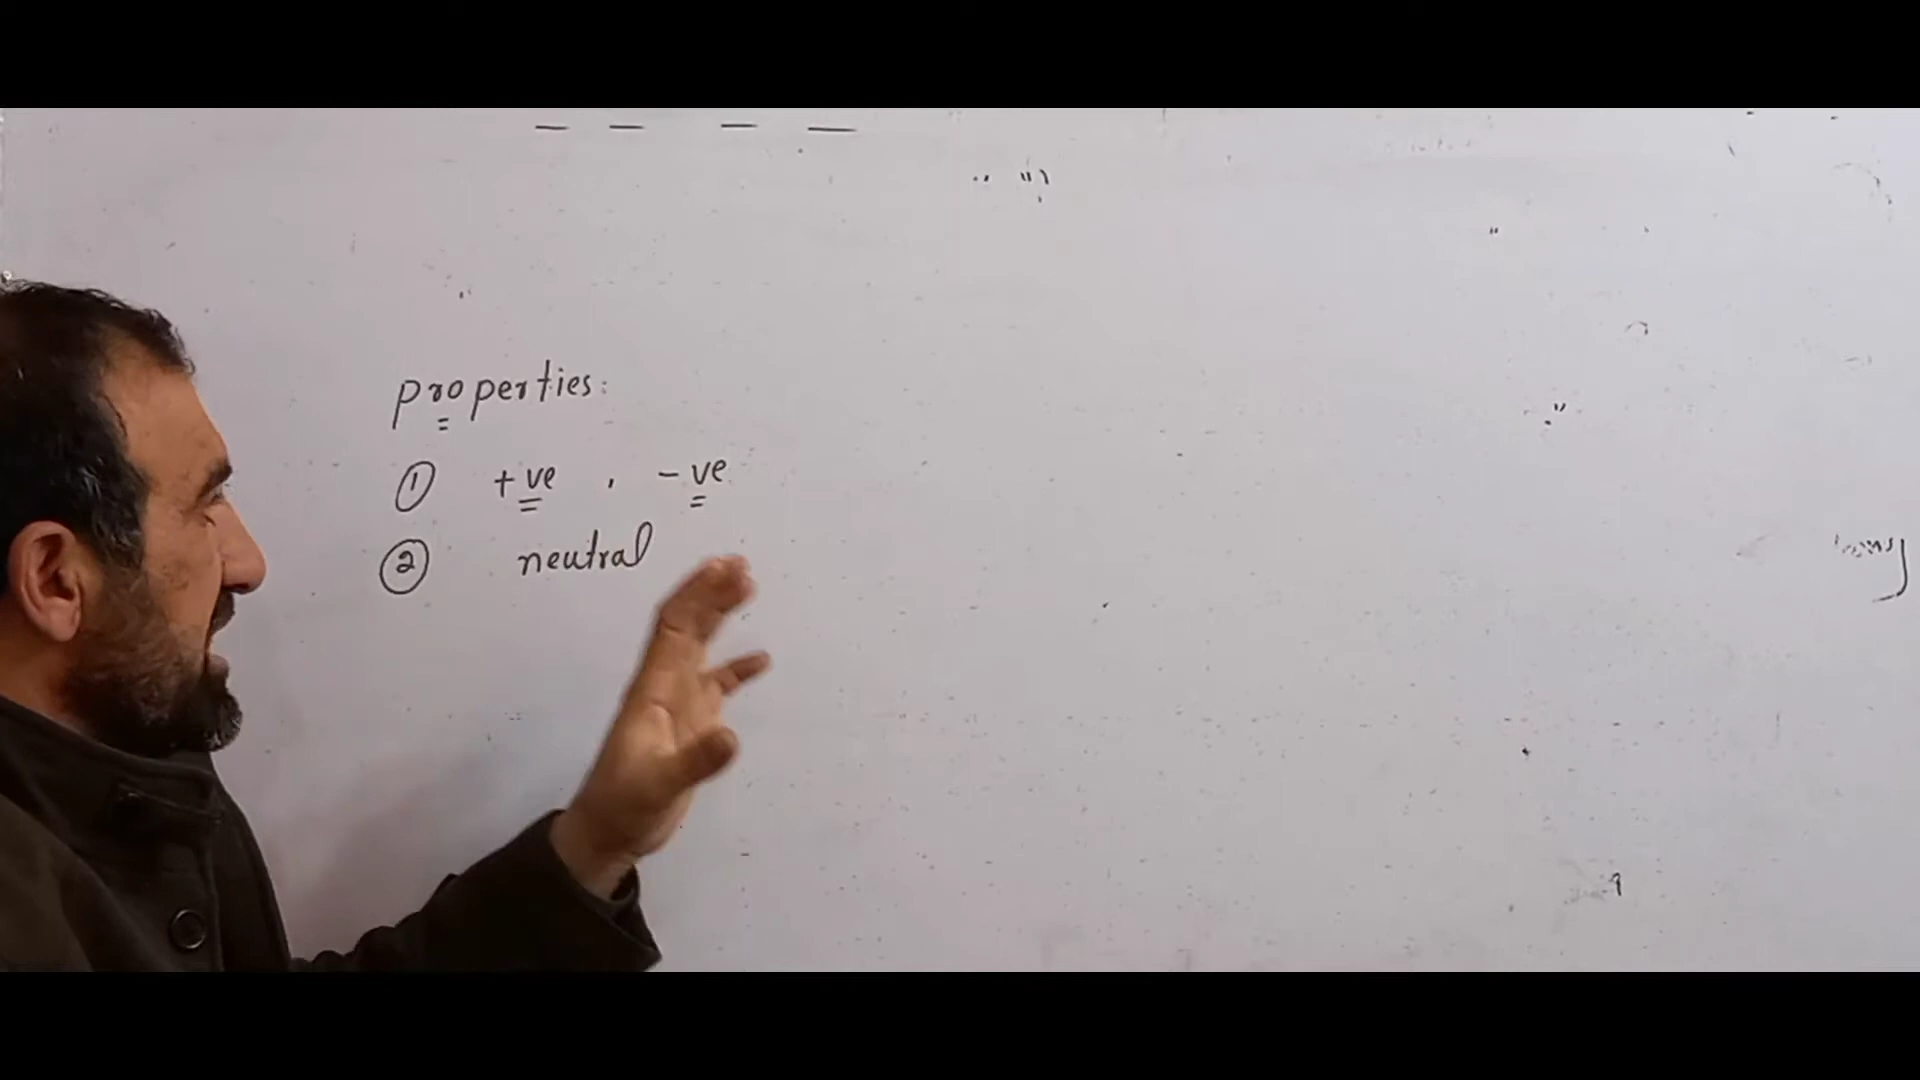 properties:
① +ve , -ve
② neutral